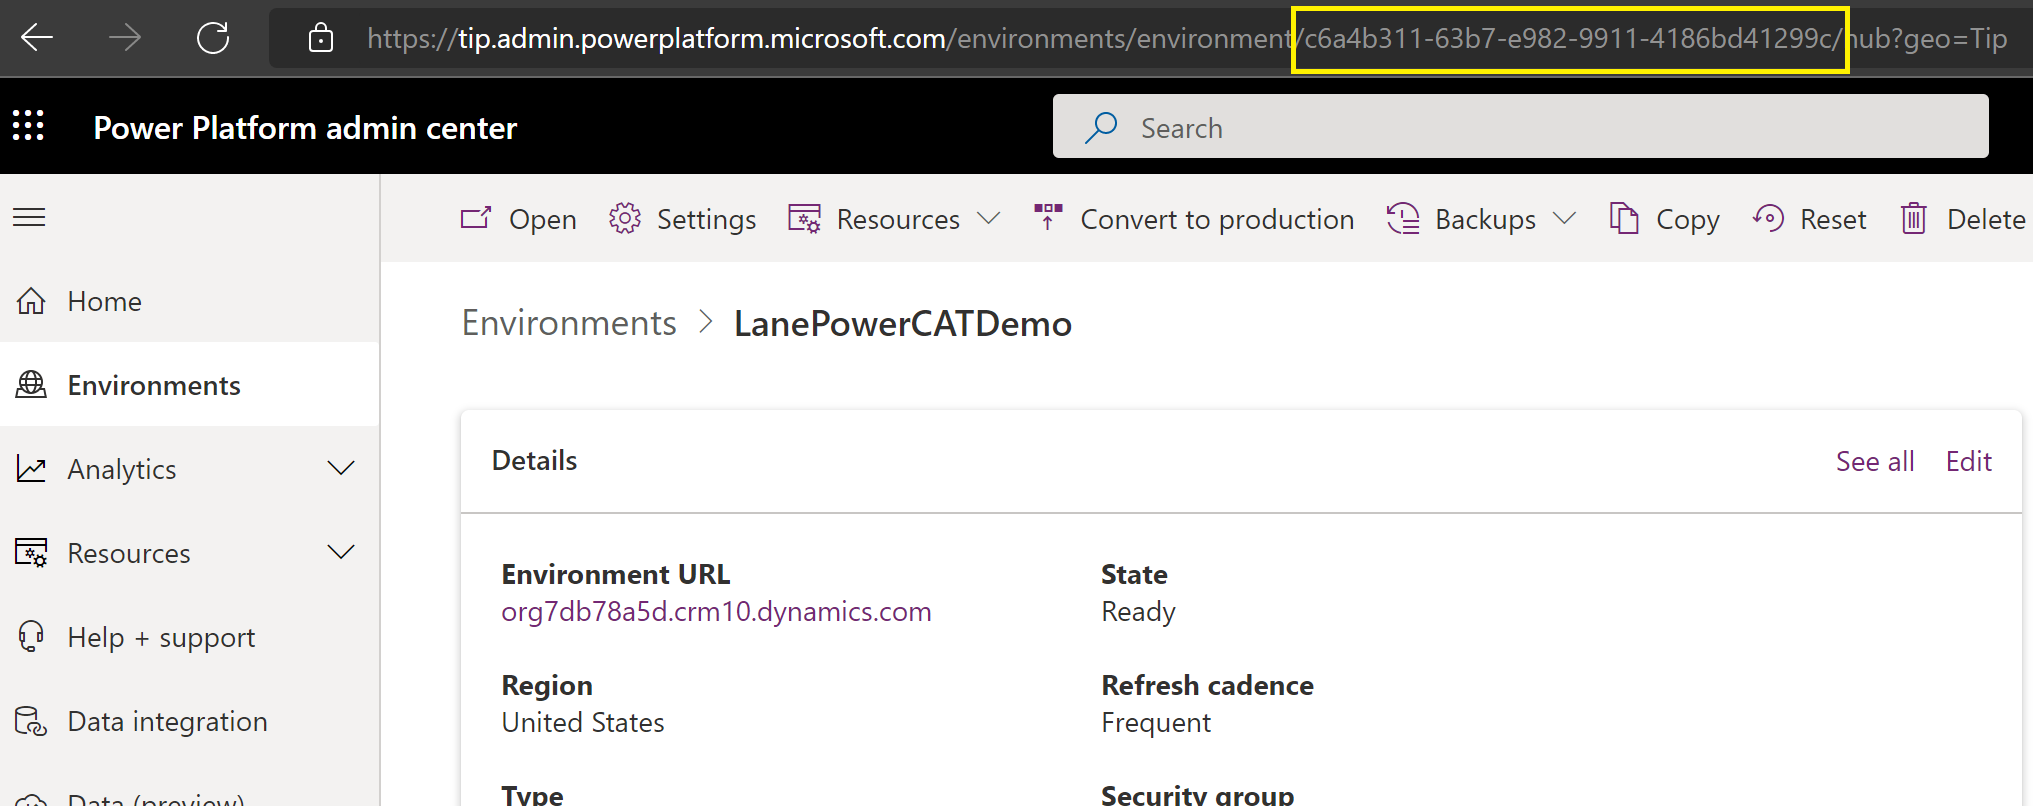 https://tip.admin.powerplatform.microsoft.com/environments/environment/c6a4b311-63b7-e982-9911-4186bd41299c/hub?geo=Tip
Power Platform admin center
Search
Open
Settings
Resources
Convert to production
Backups
Copy
Reset
Delete
Home
Environments
Analytics
Resources
Help + support
Data integration
Data (preview)
Environments > LanePowerCATDemo
Details
See all
Edit
Environment URL
org7db78a5d.crm10.dynamics.com
State
Ready
Region
United States
Refresh cadence
Frequent
Type
Security group